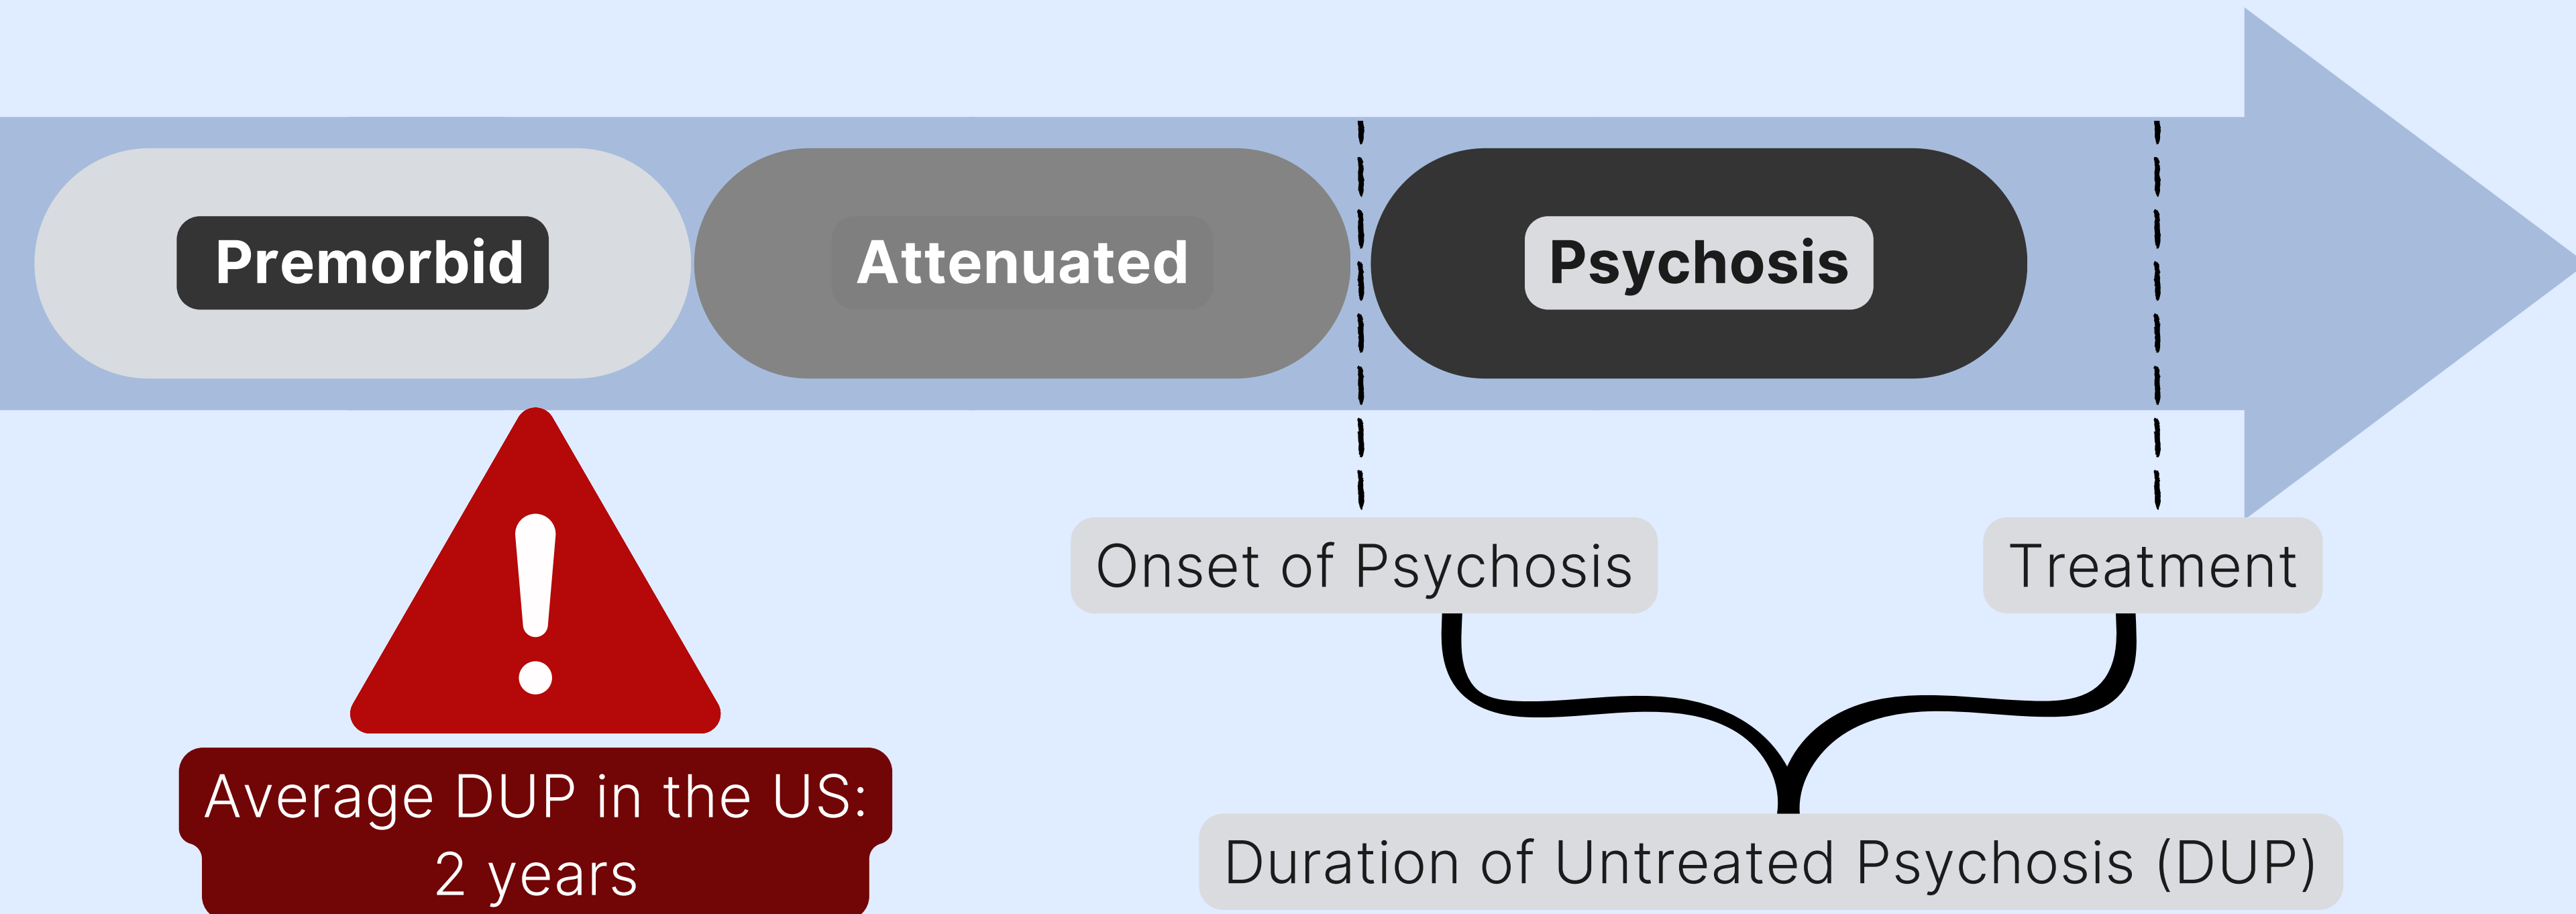 Premorbid
Attenuated
Psychosis
Onset of Psychosis
Treatment
Average DUP in the US:
2 years
Duration of Untreated Psychosis (DUP)